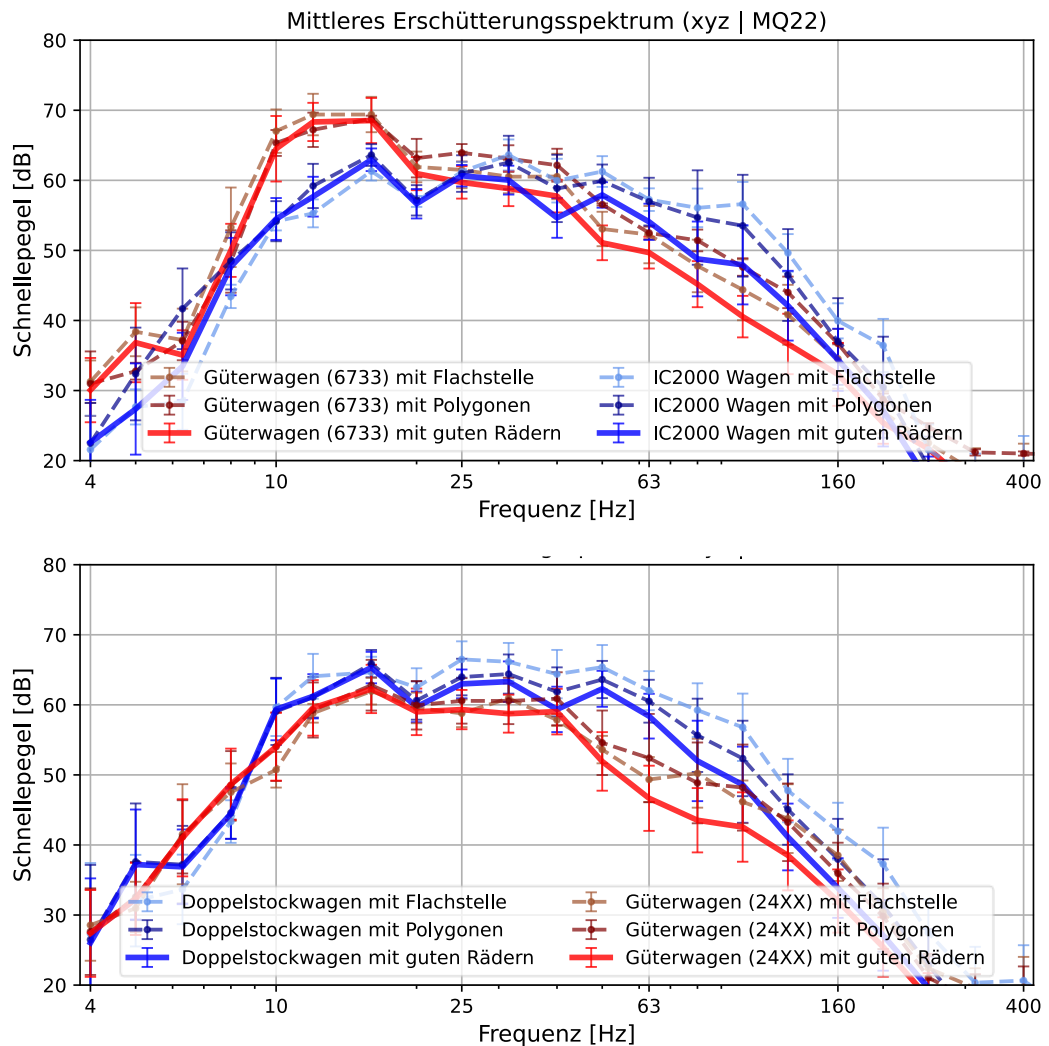 Mittleres Erschütterungsspektrum (xyz | MQ22)
80
70
60
50
40
30
20
Schnellepegel [dB]
Güterwagen (6733) mit Flachstelle
Güterwagen (6733) mit Polygonen
Güterwagen (6733) mit guten Rädern
IC2000 Wagen mit Flachstelle
IC2000 Wagen mit Polygonen
IC2000 Wagen mit guten Rädern
4 10 25 63 160 400
Frequenz [Hz]
80
70
60
50
40
30
20
Schnellepegel [dB]
Doppelstockwagen mit Flachstelle
Doppelstockwagen mit Polygonen
Doppelstockwagen mit guten Rädern
Güterwagen (24XX) mit Flachstelle
Güterwagen (24XX) mit Polygonen
Güterwagen (24XX) mit guten Rädern
4 10 25 63 160 400
Frequenz [Hz]